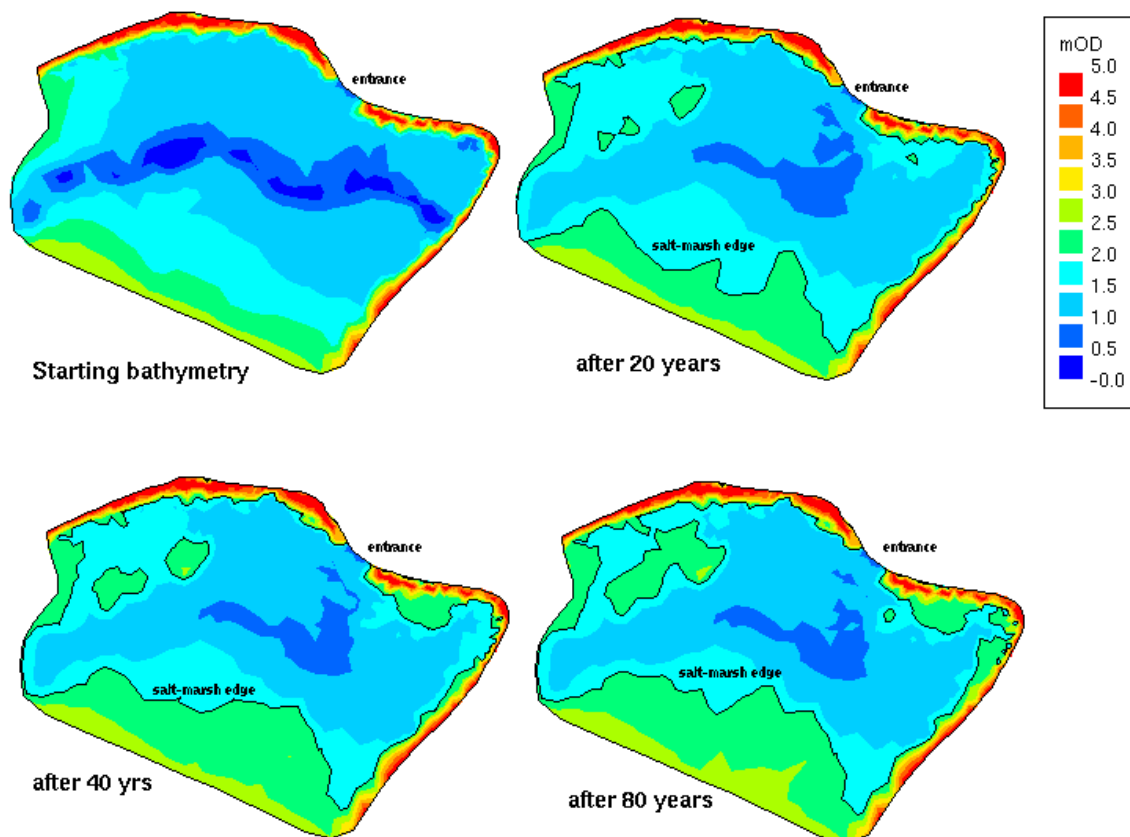 entrance
Starting bathymetry
entrance
salt-marsh edge
after 20 years
mOD
5.0
4.5
4.0
3.5
3.0
2.5
2.0
1.5
1.0
0.5
-0.0
entrance
salt-marsh edge
after 40 yrs
entrance
salt-marsh edge
after 80 years